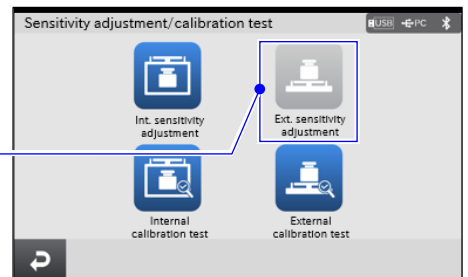 Sensitivity adjustment/calibration test
USB PC
Int. sensitivity
adjustment
Ext. sensitivity
adjustment
Internal
calibration test
External
calibration test